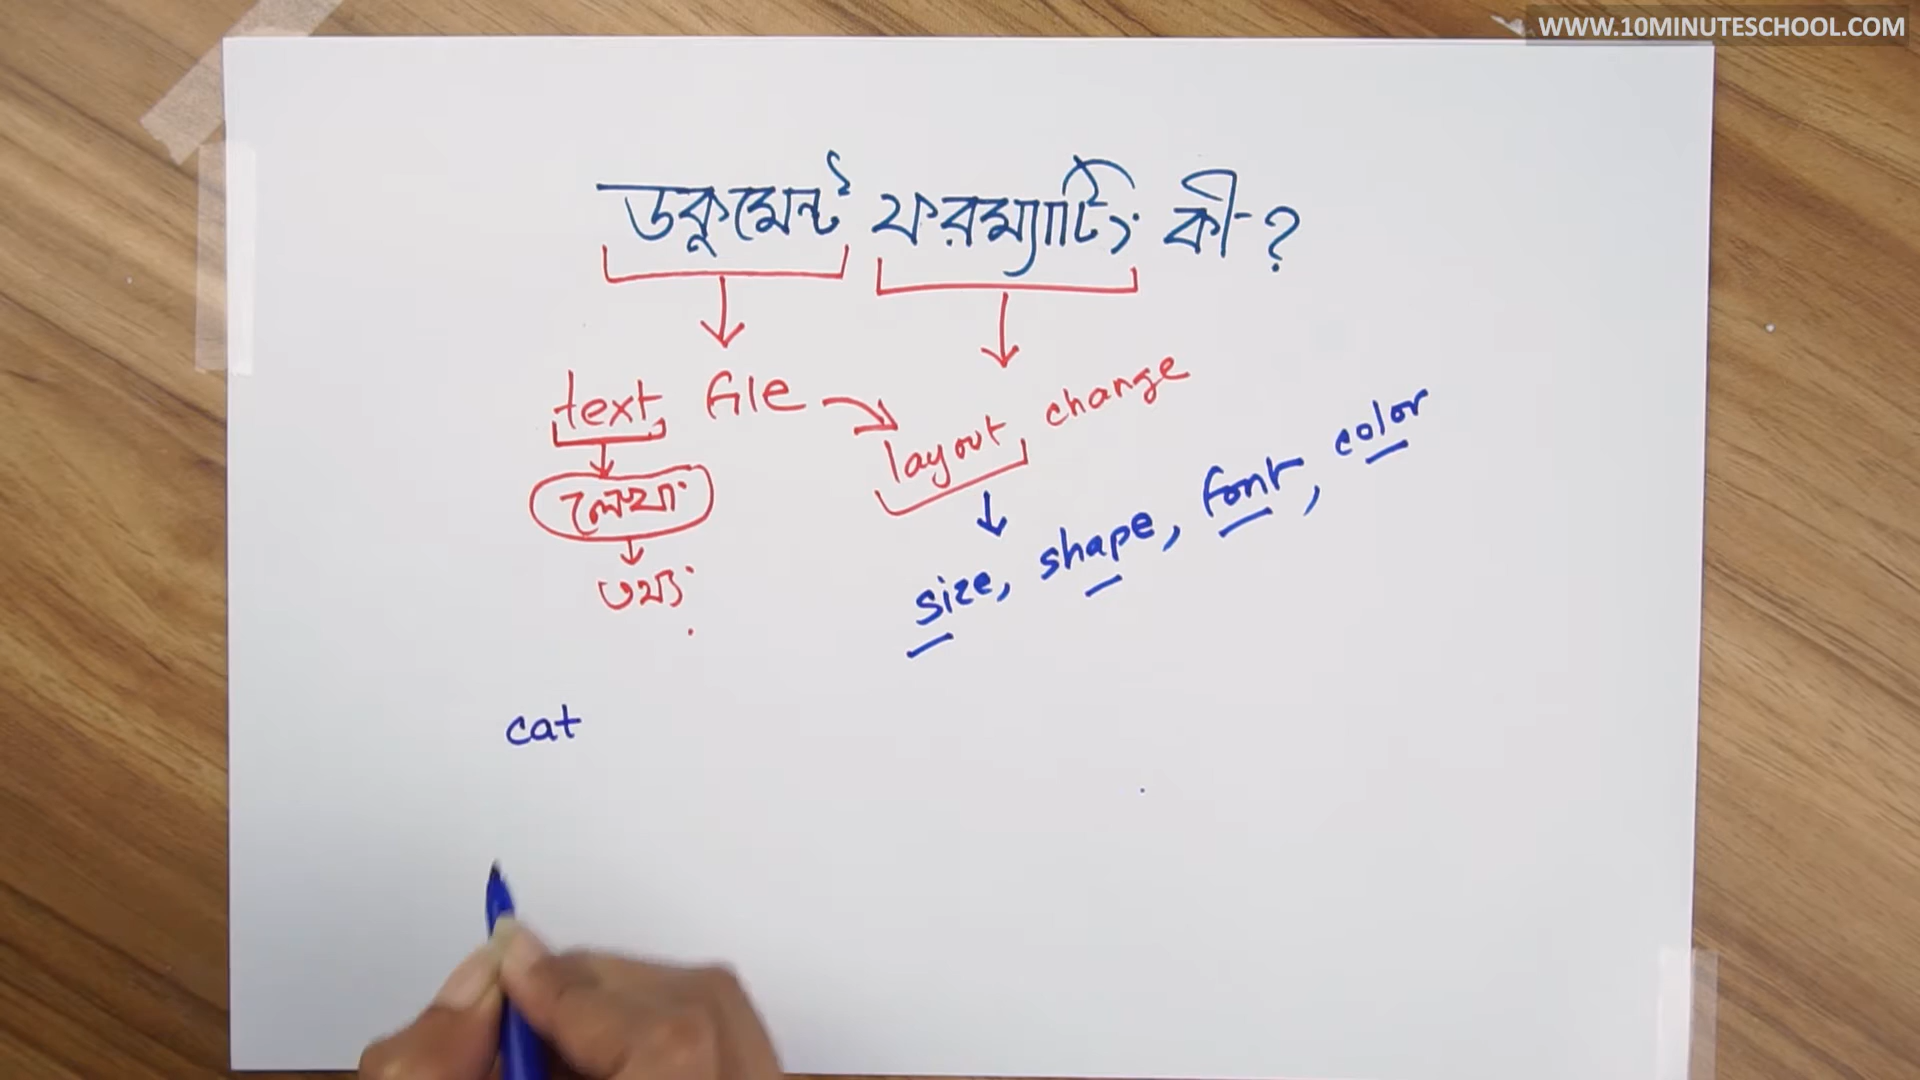 WWW.10MINUTESCHOOL.COM
ডকুমেন্ট ফরম্যাটিং কী?
text file
layout change
লেখা
তথ্য
size, shape, font, color
cat